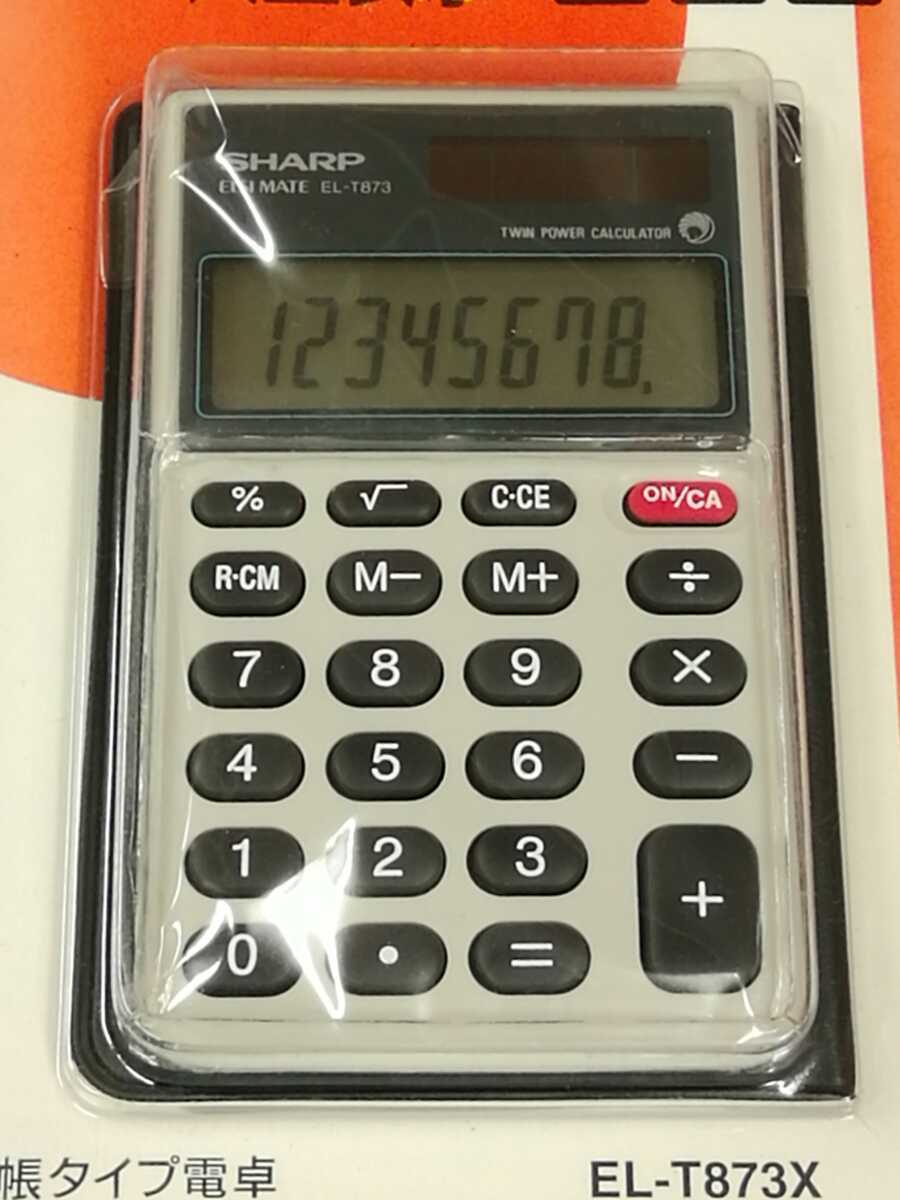 SHARP
ELSI MATE EL-T873
TWIN POWER CALCULATOR
12345678.
% √ C·CE ON/CA
R·CM M− M+ ÷
7 8 9 ×
4 5 6 −
1 2 3 +
0 • =
帳タイプ電卓 EL-T873X